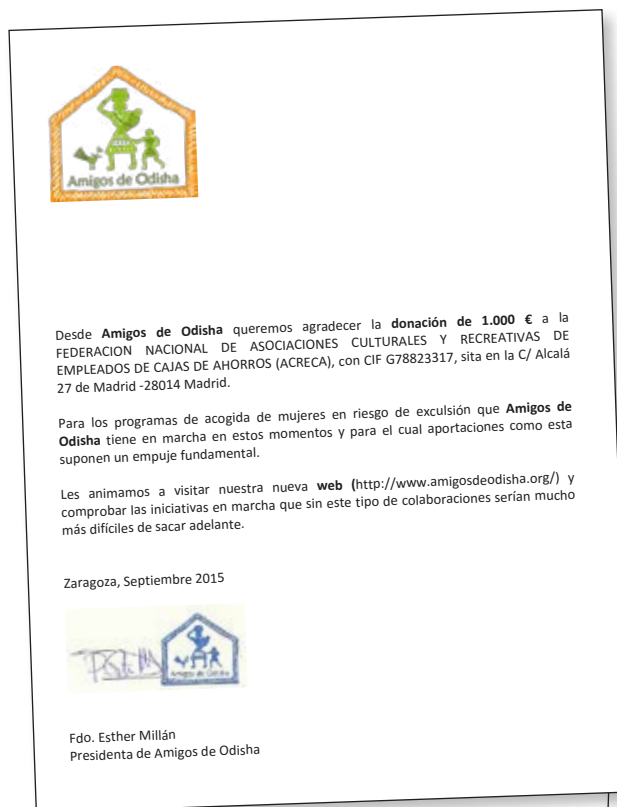 Amigos de Odisha
Desde Amigos de Odisha queremos agradecer la donación de 1.000 € a la
FEDERACION NACIONAL DE ASOCIACIONES CULTURALES Y RECREATIVAS DE
EMPLEADOS DE CAJAS DE AHORROS (ACRECA), con CIF G78823317, sita en la C/ Alcalá
27 de Madrid -28014 Madrid.
Para los programas de acogida de mujeres en riesgo de exculsión que Amigos de
Odisha tiene en marcha en estos momentos y para el cual aportaciones como esta
suponen un empuje fundamental.
Les animamos a visitar nuestra nueva web (http://www.amigosdeodisha.org/) y
comprobar las iniciativas en marcha que sin este tipo de colaboraciones serían mucho
más difíciles de sacar adelante.
Zaragoza, Septiembre 2015
Amigos de Odisha
Fdo. Esther Millán
Presidenta de Amigos de Odisha